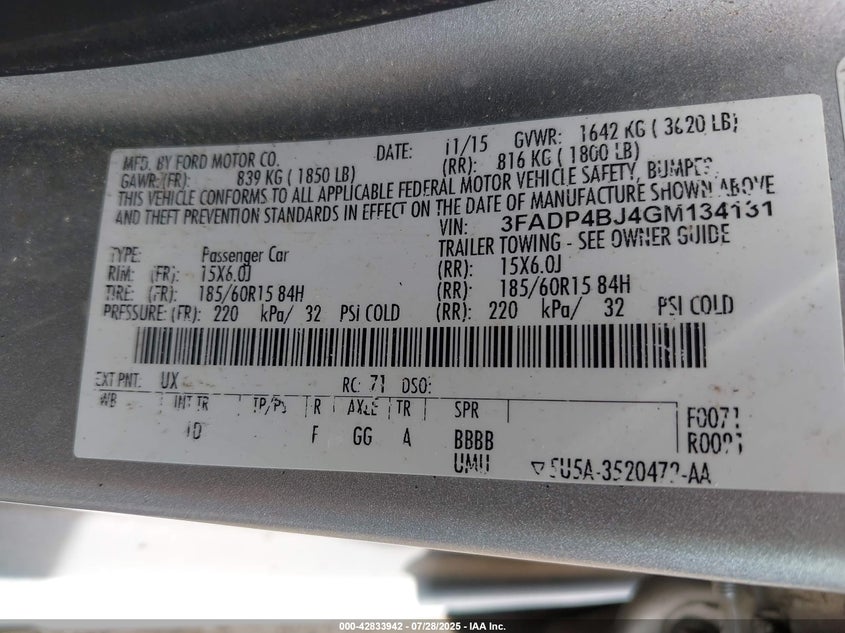 MFD. BY FORD MOTOR CO. DATE: 11/15 GVWR: 1642 KG ( 3620 LB)
GAWR: (FR): 839 KG ( 1850 LB) (RR): 816 KG ( 1800 LB)
THIS VEHICLE CONFORMS TO ALL APPLICABLE FEDERAL MOTOR VEHICLE SAFETY, BUMPER,
AND THEFT PREVENTION STANDARDS IN EFFECT ON THE DATE OF MANUFACTURE SHOWN ABOVE
VIN: 3FADP4BJ4GM134131
TYPE: Passenger Car TRAILER TOWING - SEE OWNER GUIDE
RIM: (FR): 15X6.0J (RR): 15X6.0J
TIRE: (FR): 185/60R15 84H (RR): 185/60R15 84H
PRESSURE: (FR): 220 kPa/ 32 PSI COLD (RR): 220 kPa/ 32 PSI COLD
EXT PNT: UX RC: 71 DSO:
WB INT TR TP/PS R AXLE TR SPR F0071
F GG A BBBB
UMU
000-42833942 - 07/28/2025 - IAA Inc.